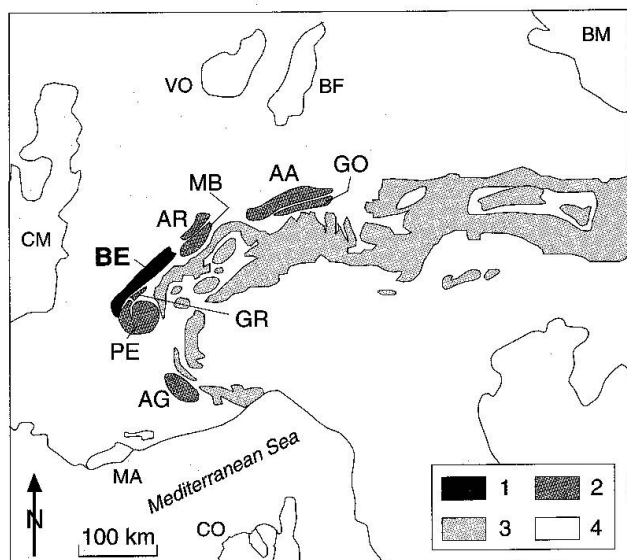 BM
VO
BF
AA
GO
MB
AR
CM
BE
GR
PE
AG
MA
Mediterranean Sea
N
100 km
CO
1
2
3
4